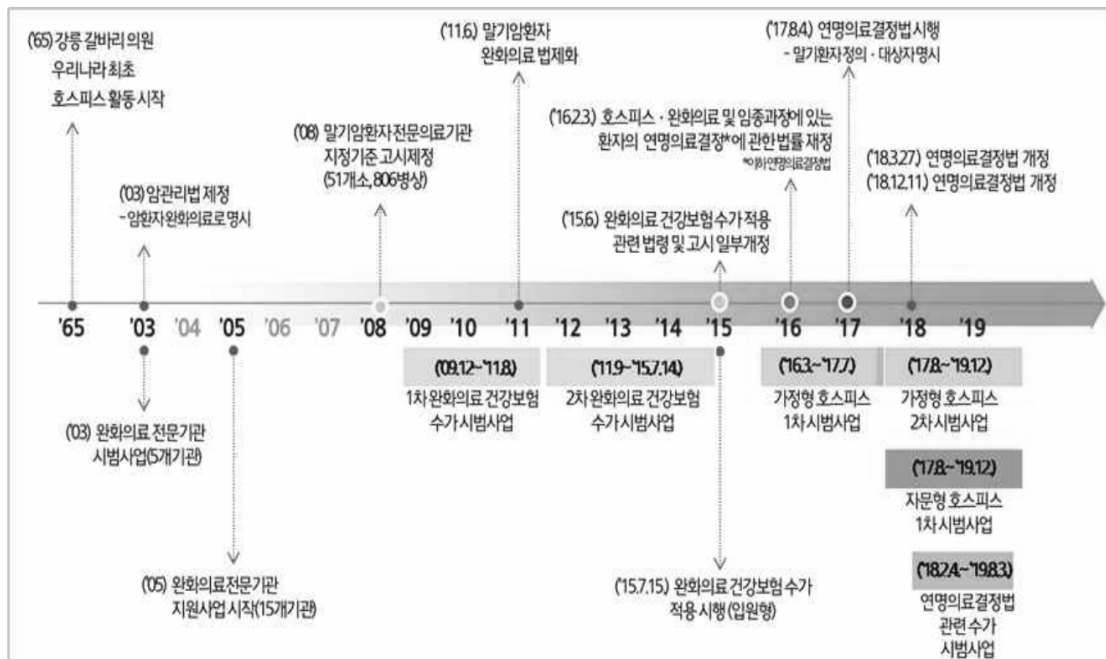 ('65) 강릉 갈바리 의원
우리나라 최초
호스피스 활동 시작
('03) 암관리법 제정
- 암환자 완화의료로 명시
('08) 말기암환자 전문의료기관
지정기준 고시제정
(51개소, 806병상)
('11.6) 말기암환자
완화의료 법제화
('15.6) 완화의료 건강보험 수가 적용
관련 법령 및 고시 일부개정
('16.2.3) 호스피스·완화의료 및 임종과정에 있는
환자의 연명의료결정*에 관한 법률 재정
*이하 연명의료결정법
('17.8.4) 연명의료결정법 시행
- 말기환자 정의·대상자 명시
('18.3.27.) 연명의료결정법 개정
('18.12.11.) 연명의료결정법 개정
'65 '03 '04 '05 '06 '07 '08 '09 '10 '11 '12 '13 '14 '15 '16 '17 '18 '19
('03) 완화의료 전문기관
시범사업(5개기관)
('05) 완화의료전문기관
지원사업 시작(15개기관)
('09.12~'11.8.)
1차 완화의료 건강보험
수가 시범사업
('11.9~'15.7.14.)
2차 완화의료 건강보험
수가 시범사업
('15.7.15.) 완화의료 건강보험 수가
적용 시행 (입원형)
('16.3.~'17.7.)
가정형 호스피스
1차 시범사업
('17.8.~'19.12.)
가정형 호스피스
2차 시범사업
('17.8.~'19.12.)
자문형 호스피스
1차 시범사업
('18.2.4.~'19.8.3.)
연명의료결정법
관련 수가
시범사업